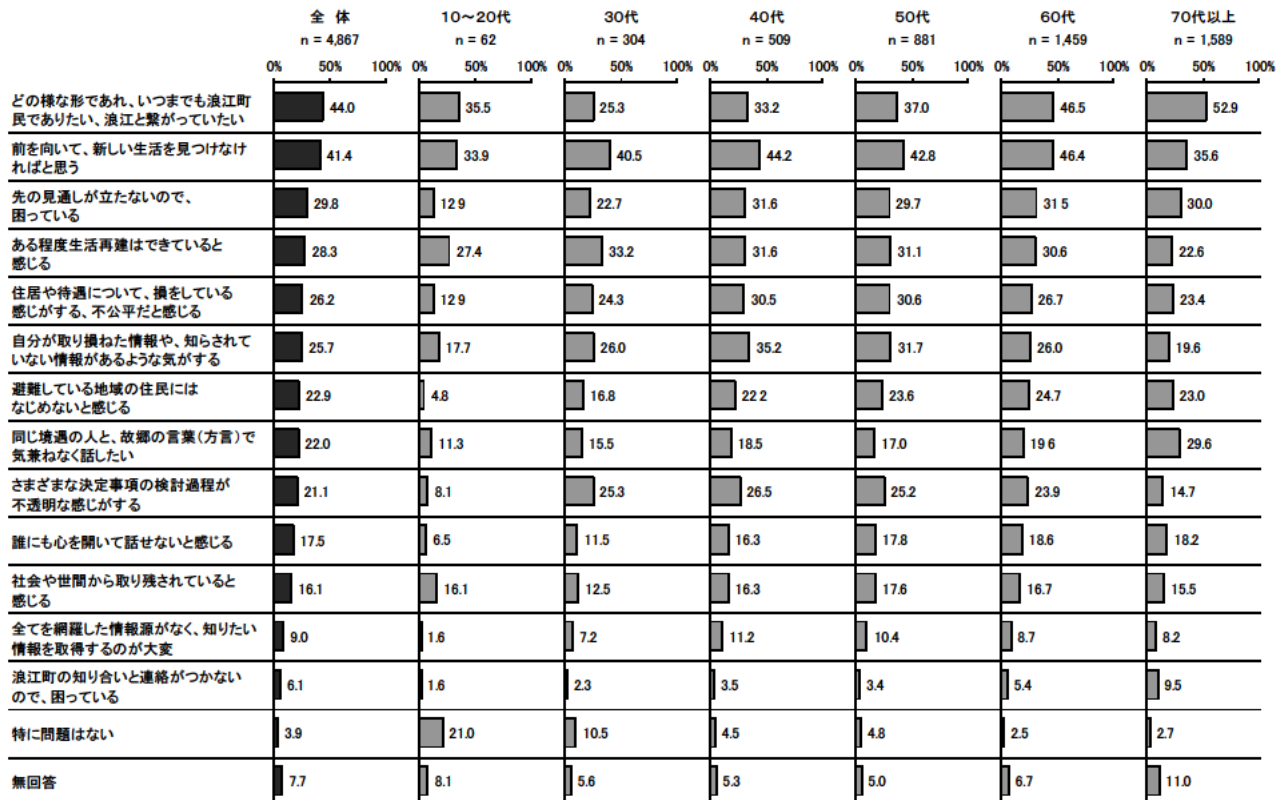 全 体 10～20代 30代 40代 50代 60代 70代以上
n = 4,867 n = 62 n = 304 n = 509 n = 881 n = 1,459 n = 1,589
0% 50% 100% 0% 50% 100% 0% 50% 100% 0% 50% 100% 0% 50% 100% 0% 50% 100% 0% 50% 100%
どの様な形であれ、いつまでも浪江町
民でありたい、浪江と繋がっていたい
44.0 35.5 25.3 33.2 37.0 46.5 52.9
前を向いて、新しい生活を見つけなけ
ればと思う
41.4 33.9 40.5 44.2 42.8 46.4 35.6
先の見通しが立たないので、
困っている
29.8 12 9 22.7 31.6 29.7 31 5 30.0
ある程度生活再建はできていると
感じる
28.3 27.4 33.2 31.6 31.1 30.6 22.6
住居や待遇について、損をしている
感じがする、不公平だと感じる
26.2 12 9 24.3 30.5 30.6 26.7 23.4
自分が取り損ねた情報や、知らされて
いない情報があるような気がする
25.7 17.7 26.0 35.2 31.7 26.0 19.6
避難している地域の住民には
なじめないと感じる
22.9 4.8 16.8 22 2 23.6 24.7 23.0
同じ境遇の人と、故郷の言葉（方言）で
気兼ねなく話したい
22.0 11.3 15.5 18.5 17.0 19 6 29.6
さまざまな決定事項の検討過程が
不透明な感じがする
21.1 8.1 25.3 26.5 25.2 23.9 14.7
誰にも心を開いて話せないと感じる
17.5 6.5 11.5 16.3 17.8 18.6 18.2
社会や世間から取り残されていると
感じる
16.1 16.1 12.5 16.3 17.6 16.7 15.5
全てを網羅した情報源がなく、知りたい
情報を取得するのが大変
9.0 1.6 7.2 11.2 10.4 8.7 8.2
浪江町の知り合いと連絡がつかない
ので、困っている
6.1 1.6 2.3 3.5 3.4 5.4 9.5
特に問題はない
3.9 21.0 10.5 4.5 4.8 2.5 2.7
無回答
7.7 8.1 5.6 5.3 5.0 6.7 11.0